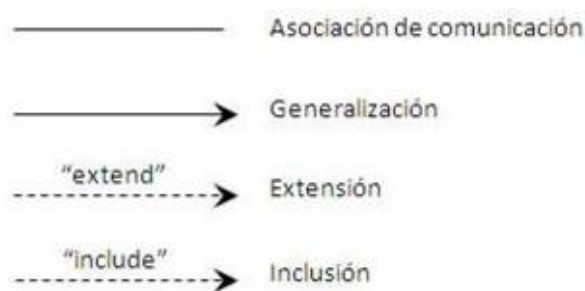 Asociación de comunicación
Generalización
"extend"
Extensión
"include"
Inclusión